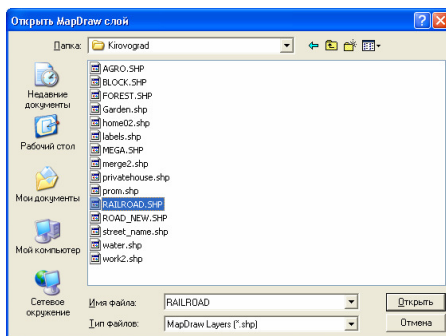 Открыть MapDraw слой
Папка:
Kirovograd
Недавние документы
Рабочий стол
Мои документы
Мой компьютер
Сетевое окружение
AGRO.SHP
BLOCK.SHP
FOREST.SHP
Garden.shp
home02.shp
labels.shp
MEGA.SHP
merge2.shp
privatehouse.shp
prom.shp
RAILROAD.SHP
ROAD_NEW.SHP
street_name.shp
water.shp
work2.shp
Имя файла:
RAILROAD
Открыть
Тип файлов:
MapDraw Layers (*.shp)
Отмена